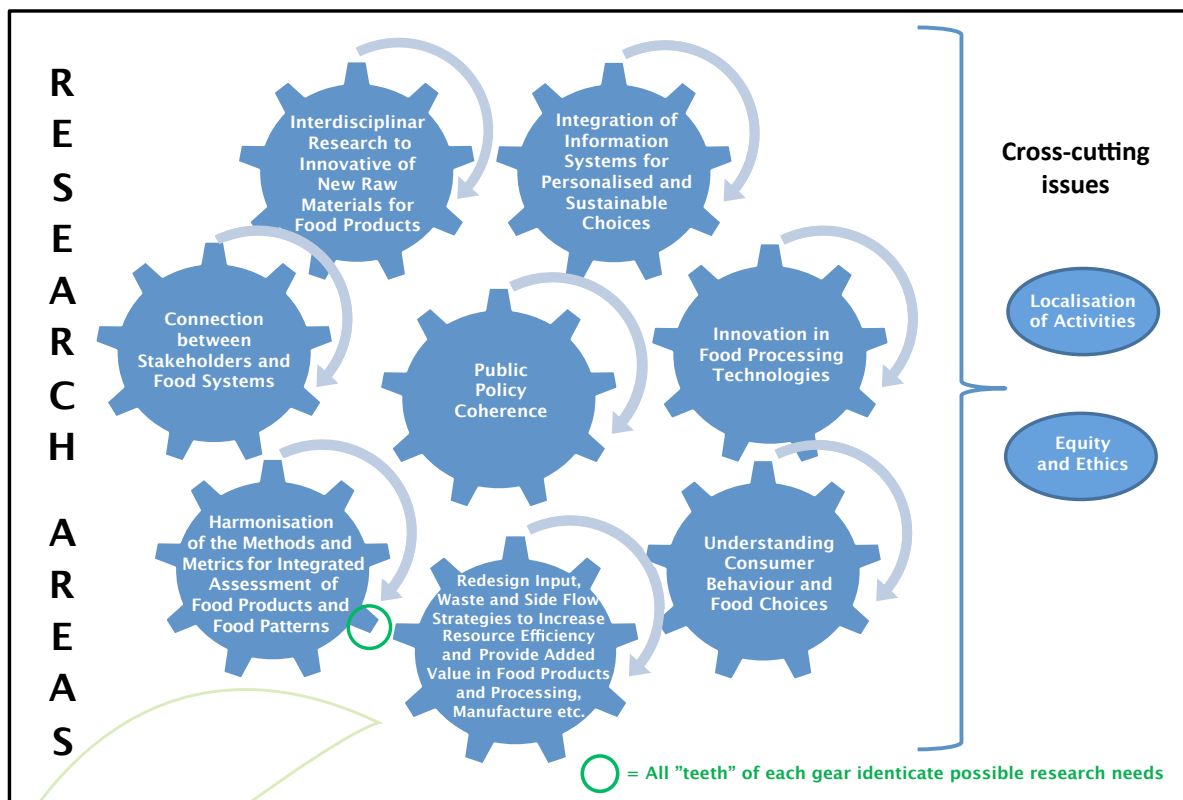 RESEARCH AREAS
Interdisciplinar
Research to
Innovative of
New Raw
Materials for
Food Products
Integration of
Information
Systems for
Personalised and
Sustainable
Choices
Connection
between
Stakeholders and
Food Systems
Public
Policy
Coherence
Innovation in
Food Processing
Technologies
Harmonisation
of the Methods and
Metrics for Integrated
Assessment of
Food Products and
Food Patterns
Redesign Input,
Waste and Side Flow
Strategies to Increase
Resource Efficiency
and Provide Added
Value in Food Products
and Processing,
Manufacture etc.
Understanding
Consumer
Behaviour and
Food Choices
Cross-cutting
issues
Localisation
of Activities
Equity
and Ethics
= All ”teeth” of each gear identicate possible research needs